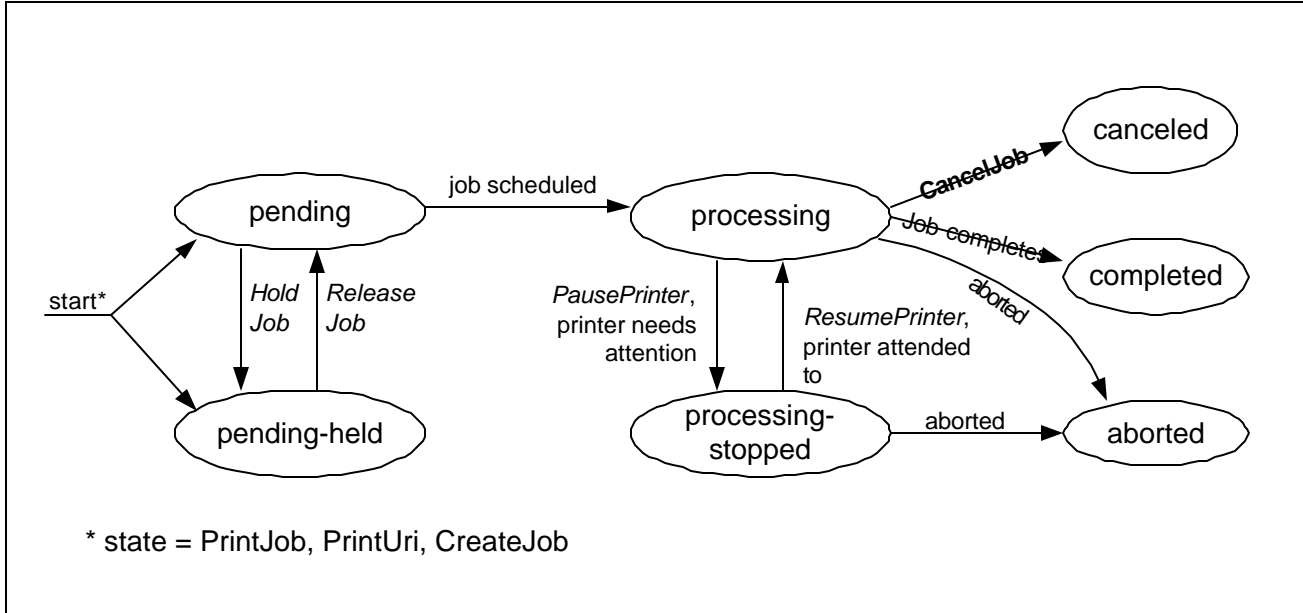 canceled
CancelJob
job scheduled
pending
processing
Job completes
completed
start*
Hold
Job
Release
Job
PausePrinter,
printer needs
attention
ResumePrinter,
printer attended
to
aborted
pending-held
processing-
stopped
aborted
aborted
* state = PrintJob, PrintUri, CreateJob